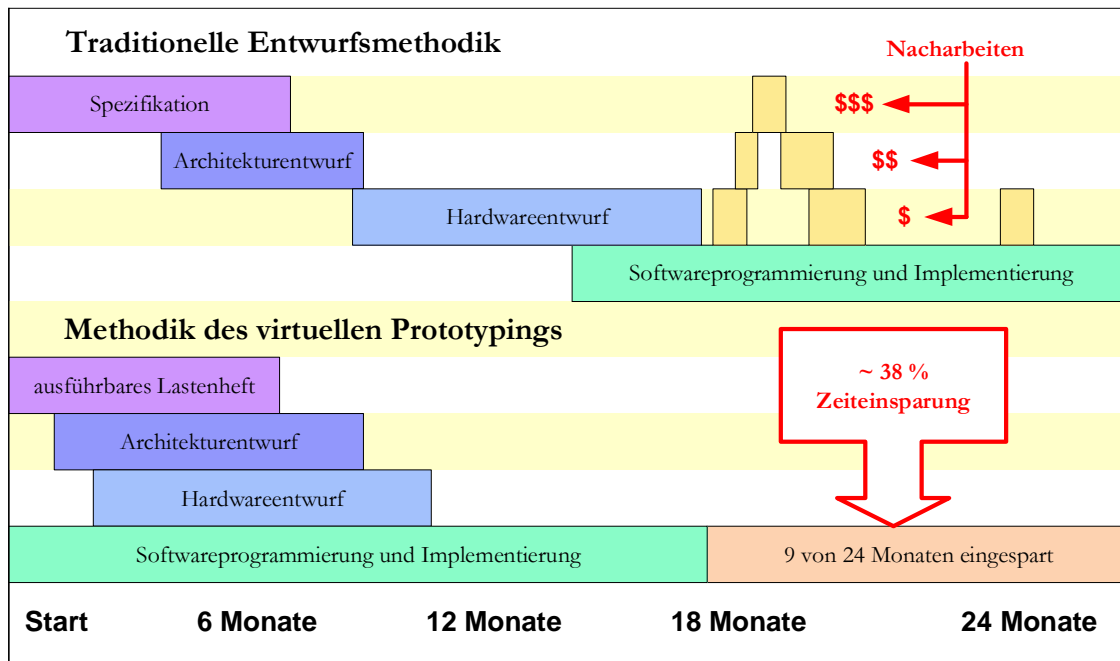 Traditionelle Entwurfsmethodik
Nacharbeiten
Spezifikation
$$$
Architekturentwurf
$$
Hardwareentwurf
$
Softwareprogrammierung und Implementierung
Methodik des virtuellen Prototypings
ausführbares Lastenheft
~ 38 %
Zeiteinsparung
Architekturentwurf
Hardwareentwurf
Softwareprogrammierung und Implementierung
9 von 24 Monaten eingespart
Start
6 Monate
12 Monate
18 Monate
24 Monate